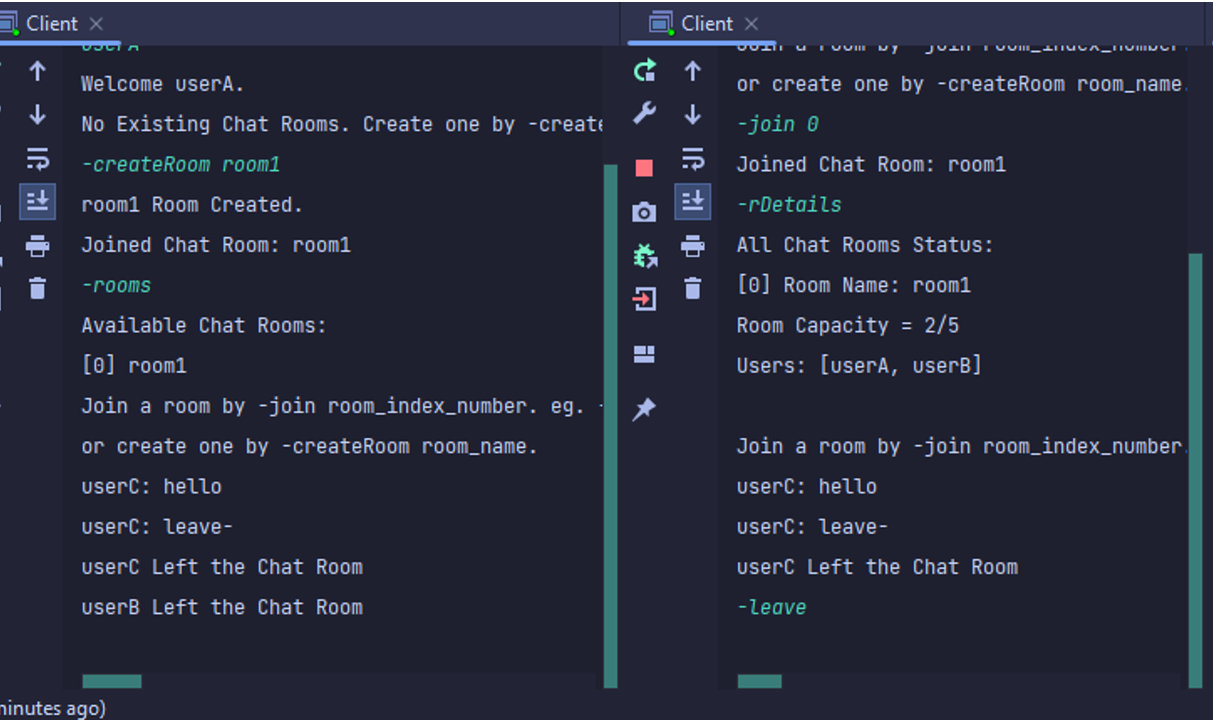 Client
userA
Welcome userA.
No Existing Chat Rooms. Create one by -create
-createRoom room1
room1 Room Created.
Joined Chat Room: room1
-rooms
Available Chat Rooms:
[0] room1
Join a room by -join room_index_number. eg. -
or create one by -createRoom room_name.
userC: hello
userC: leave-
userC Left the Chat Room
userB Left the Chat Room
minutes ago)
Client
Join a room by -join room_index_number.
or create one by -createRoom room_name.
-join 0
Joined Chat Room: room1
-rDetails
All Chat Rooms Status:
[0] Room Name: room1
Room Capacity = 2/5
Users: [userA, userB]
Join a room by -join room_index_number.
userC: hello
userC: leave-
userC Left the Chat Room
-leave